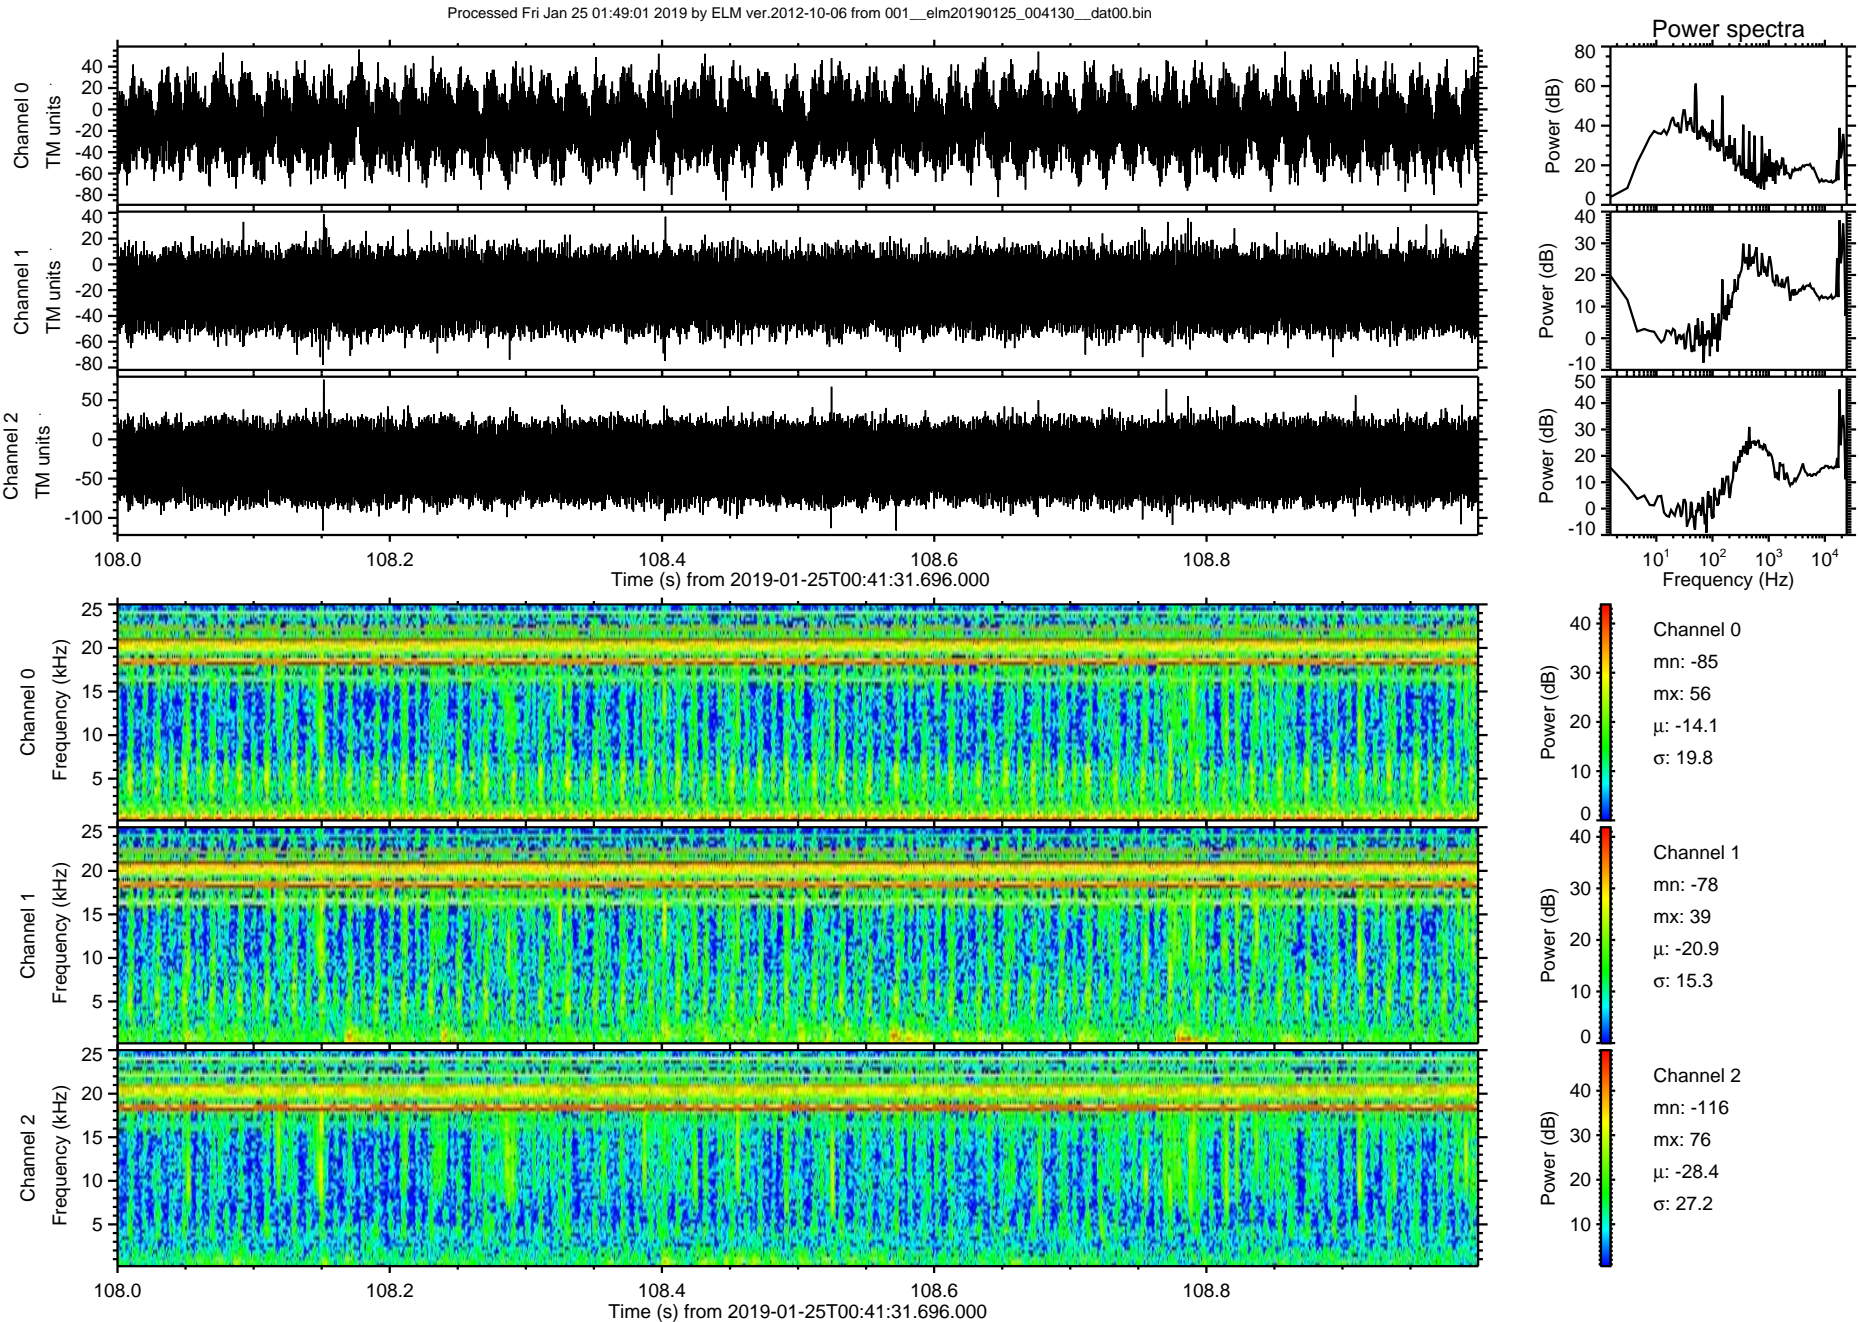 Processed Fri Jan 25 01:49:01 2019 by ELM ver.2012-10-06 from 001__elm20190125_004130__dat00.bin
Power spectra
Channel 0
TM units
40
20
0
-20
-40
-60
-80
Power (dB)
80
60
40
20
0
Channel 1
TM units
40
20
0
-20
-40
-60
-80
Power (dB)
40
30
20
10
0
-10
Channel 2
TM units
50
0
-50
-100
Power (dB)
50
40
30
20
10
0
-10
108.0 108.2 108.4 108.6 108.8
Time (s) from 2019-01-25T00:41:31.696.000
10¹ 10² 10³ 10⁴
Frequency (Hz)
Channel 0
Frequency (kHz)
25
20
15
10
5
Power (dB)
40
30
20
10
0
Channel 0
mn: -85
mx: 56
μ: -14.1
σ: 19.8
Channel 1
Frequency (kHz)
25
20
15
10
5
Power (dB)
40
30
20
10
0
Channel 1
mn: -78
mx: 39
μ: -20.9
σ: 15.3
Channel 2
Frequency (kHz)
25
20
15
10
5
Power (dB)
40
30
20
10
Channel 2
mn: -116
mx: 76
μ: -28.4
σ: 27.2
108.0 108.2 108.4 108.6 108.8
Time (s) from 2019-01-25T00:41:31.696.000